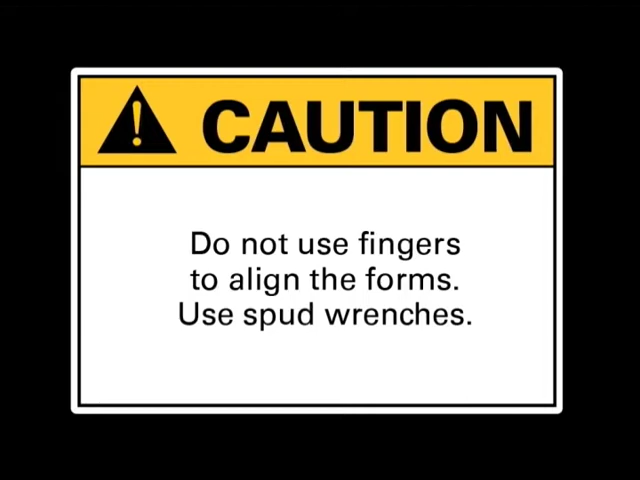 CAUTION
Do not use fingers
to align the forms.
Use spud wrenches.